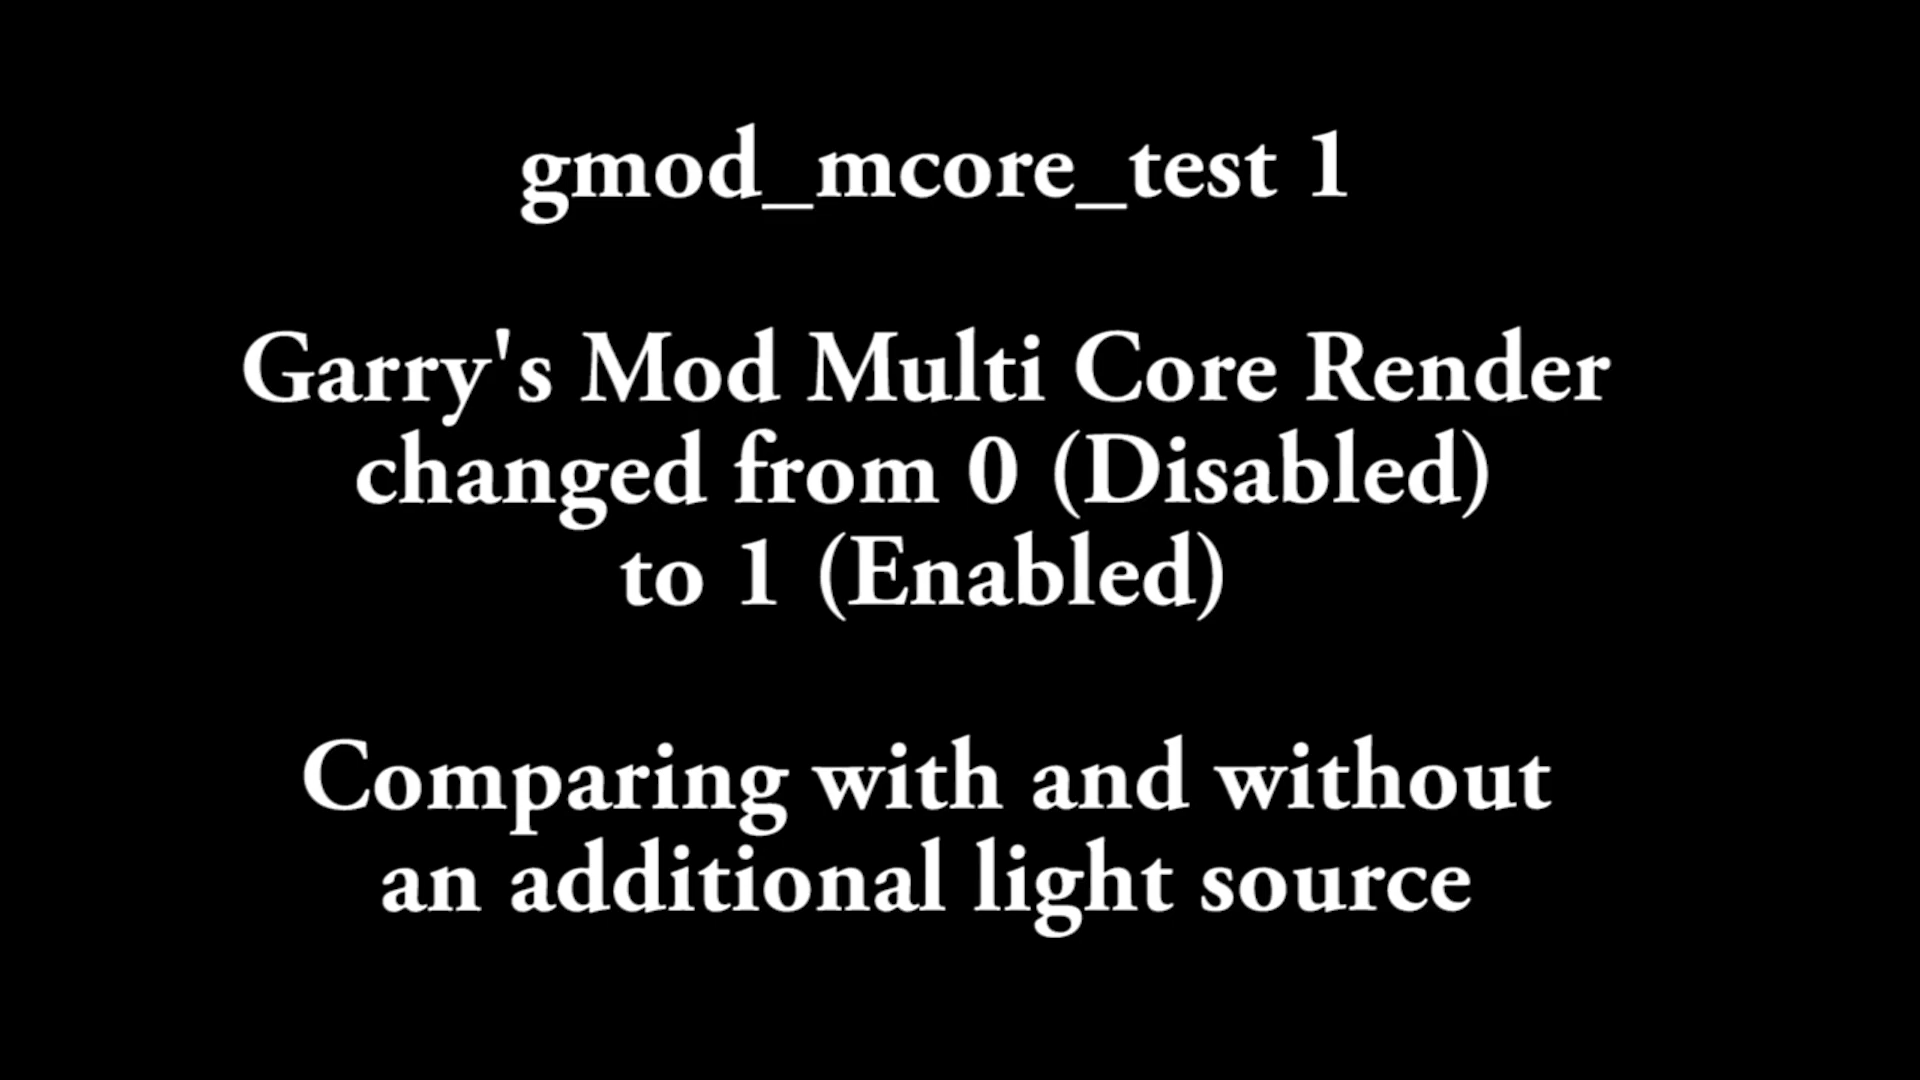 gmod_mcore_test 1
Garry's Mod Multi Core Render
changed from 0 (Disabled)
to 1 (Enabled)
Comparing with and without
an additional light source